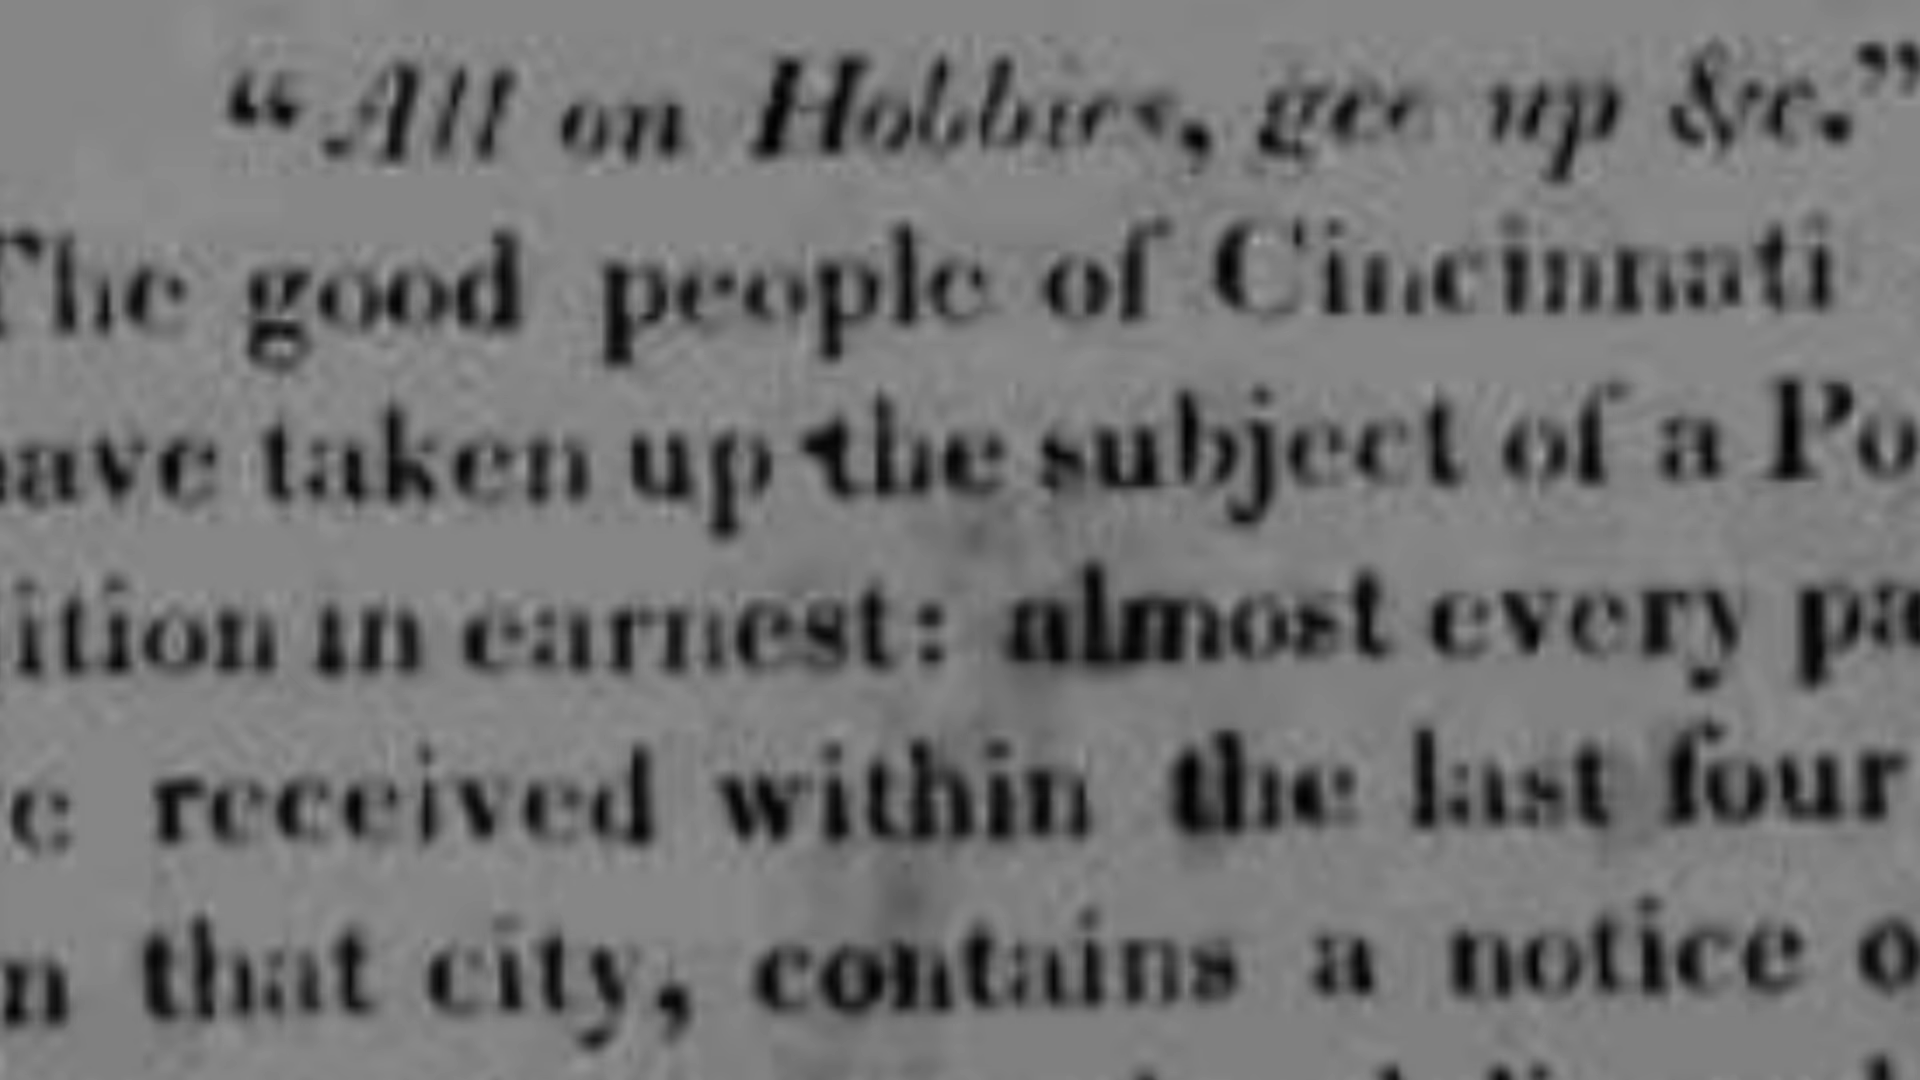 “All on Hobbies, gee up &c.”
The good people of Cincinnati
have taken up the subject of a Po
ition in earnest: almost every pa
e received within the last four
n that city, contains a notice o